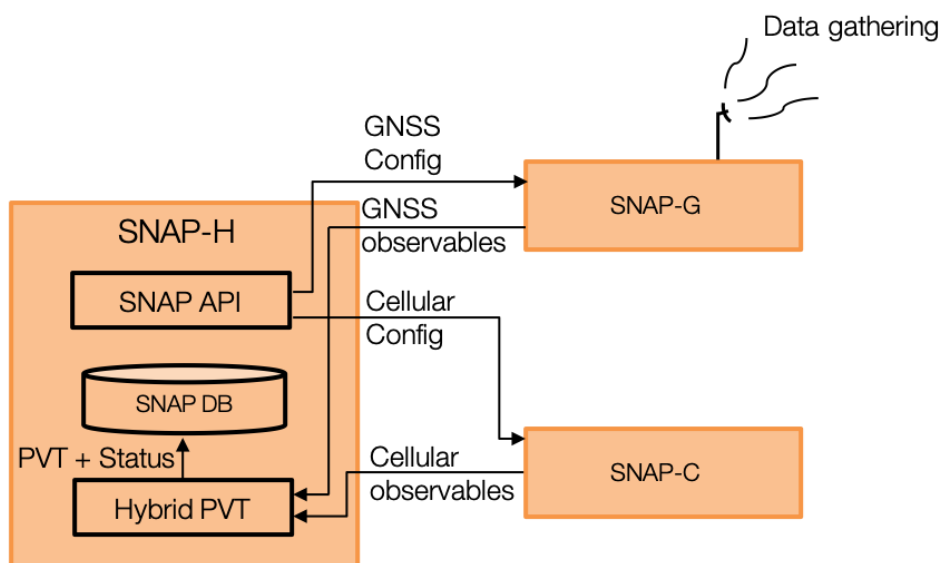 Data gathering
GNSS
Config
SNAP-G
GNSS
observables
SNAP-H
SNAP API
Cellular
Config
SNAP DB
PVT + Status
Cellular
observables
SNAP-C
Hybrid PVT